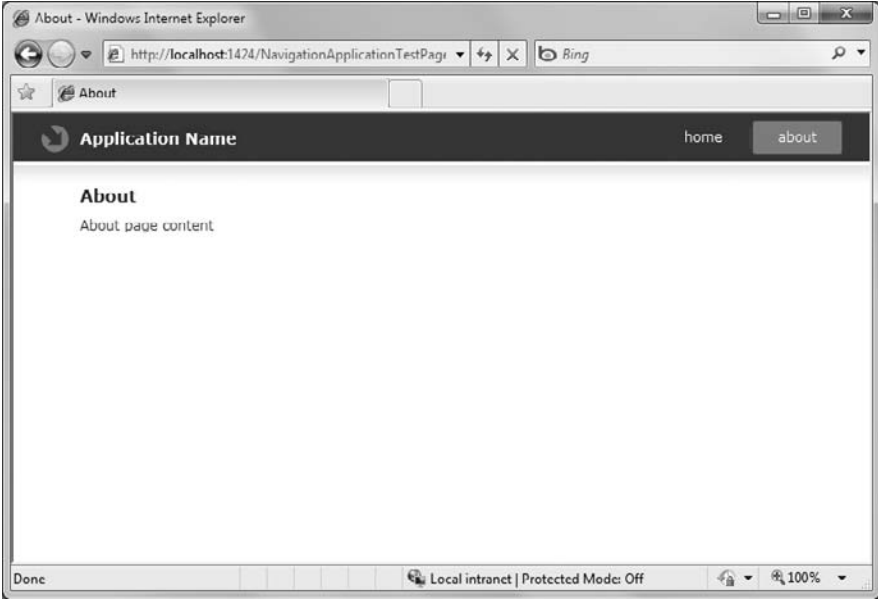 About - Windows Internet Explorer
http://localhost:1424/NavigationApplicationTestPage
Bing
About
Application Name
home
about
About
About page content
Done
Local intranet | Protected Mode: Off
100%